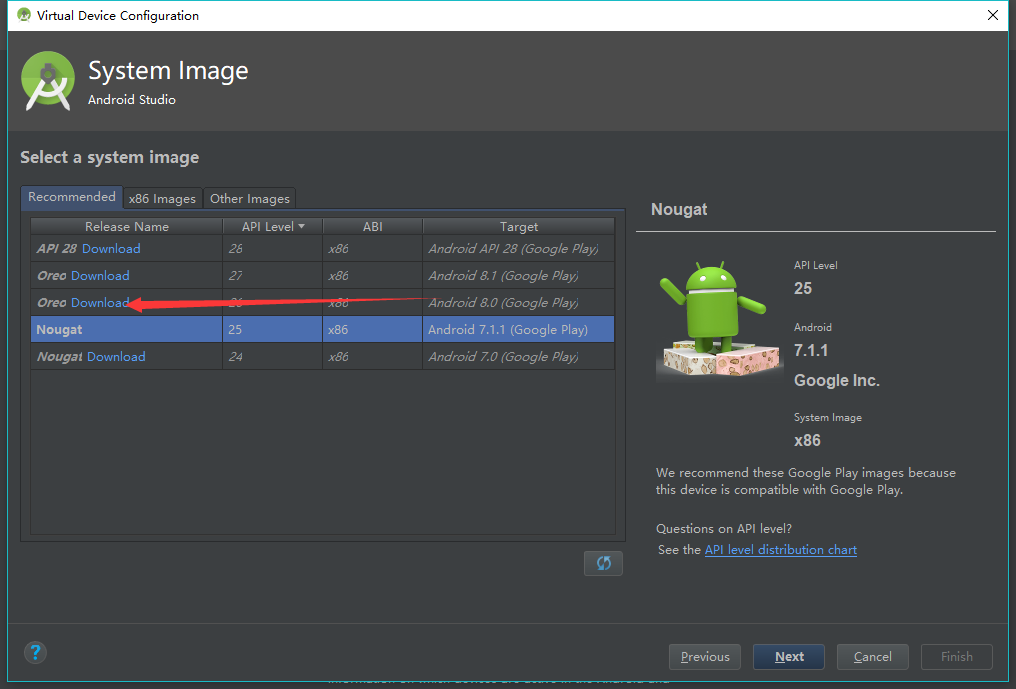 Virtual Device Configuration
System Image
Android Studio
Select a system image
Recommended x86 Images Other Images
Release Name API Level ABI Target
API 28 Download 28 x86 Android API 28 (Google Play)
Oreo Download 27 x86 Android 8.1 (Google Play)
Oreo Download 26 x86 Android 8.0 (Google Play)
Nougat 25 x86 Android 7.1.1 (Google Play)
Nougat Download 24 x86 Android 7.0 (Google Play)
Nougat
API Level
25
Android
7.1.1
Google Inc.
System Image
x86
We recommend these Google Play images because
this device is compatible with Google Play.
Questions on API level?
See the API level distribution chart
?
Previous Next Cancel Finish